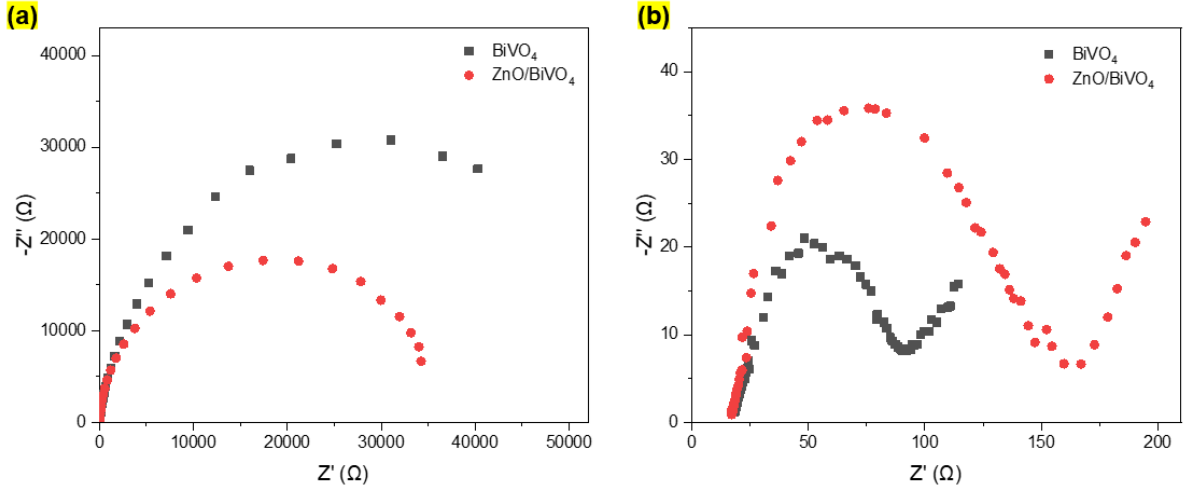 (a)
-Z'' (Ω)
40000
30000
20000
10000
0
BiVO₄
ZnO/BiVO₄
0 10000 20000 30000 40000 50000
Z' (Ω)
(b)
-Z'' (Ω)
40
30
20
10
0
BiVO₄
ZnO/BiVO₄
0 50 100 150 200
Z' (Ω)